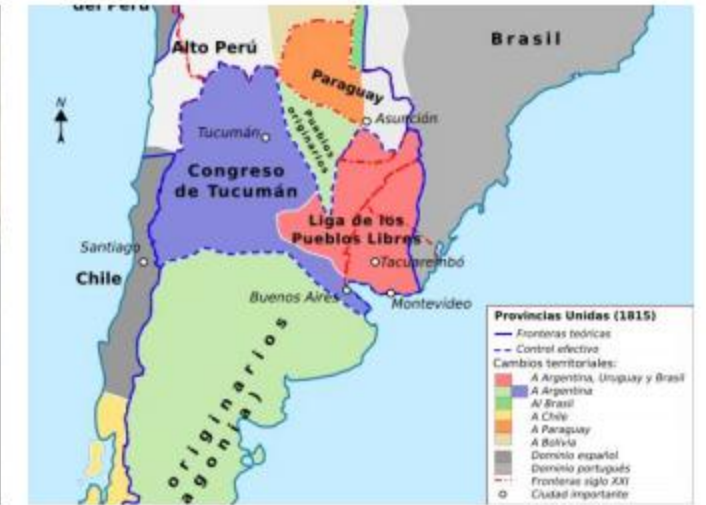 del Perú
Alto Perú
Brasil
N
Paraguay
Asunción
Tucumán
Pueblos
originarios
Congreso
de Tucumán
Liga de los
Pueblos Libres
Santiago
Tacuarembó
Chile
Buenos Aires
Montevideo
originarios
agonia)
Provincias Unidas (1815)
Fronteras teóricas
Control efectivo
Cambios territoriales:
A Argentina, Uruguay y Brasil
A Argentina
Al Brasil
A Chile
A Paraguay
A Bolivia
Dominio español
Dominio portugués
Fronteras siglo XXI
Ciudad importante